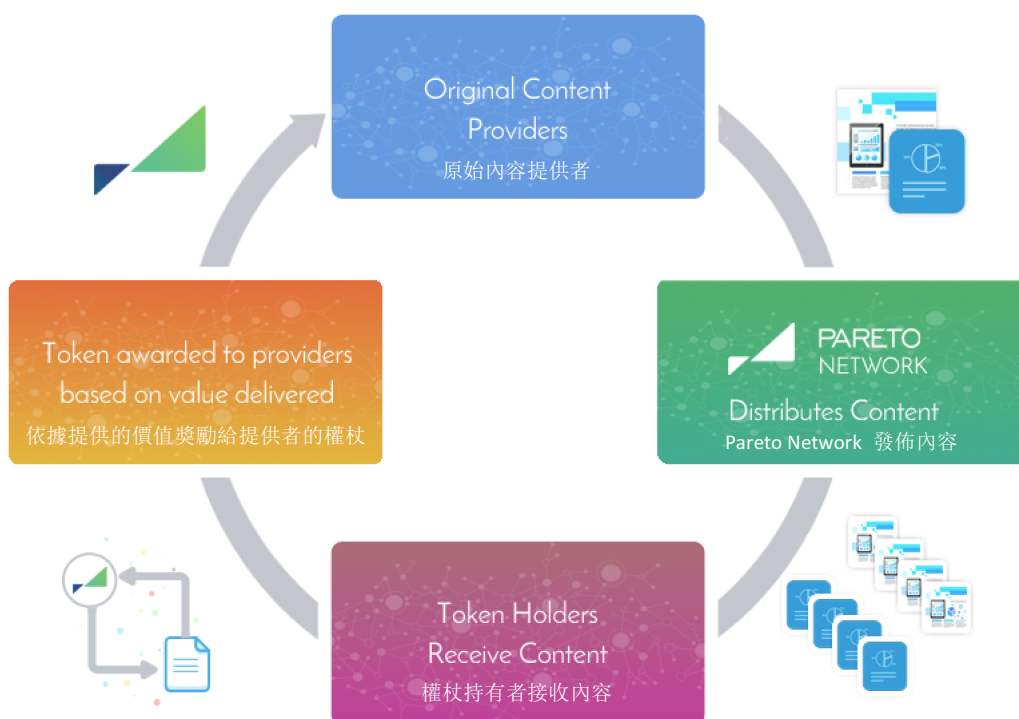 Original Content
Providers
原始內容提供者
PARETO
NETWORK
Distributes Content
Pareto Network 發佈內容
Token Holders
Receive Content
權杖持有者接收內容
Token awarded to providers
based on value delivered
依據提供的價值獎勵給提供者的權杖